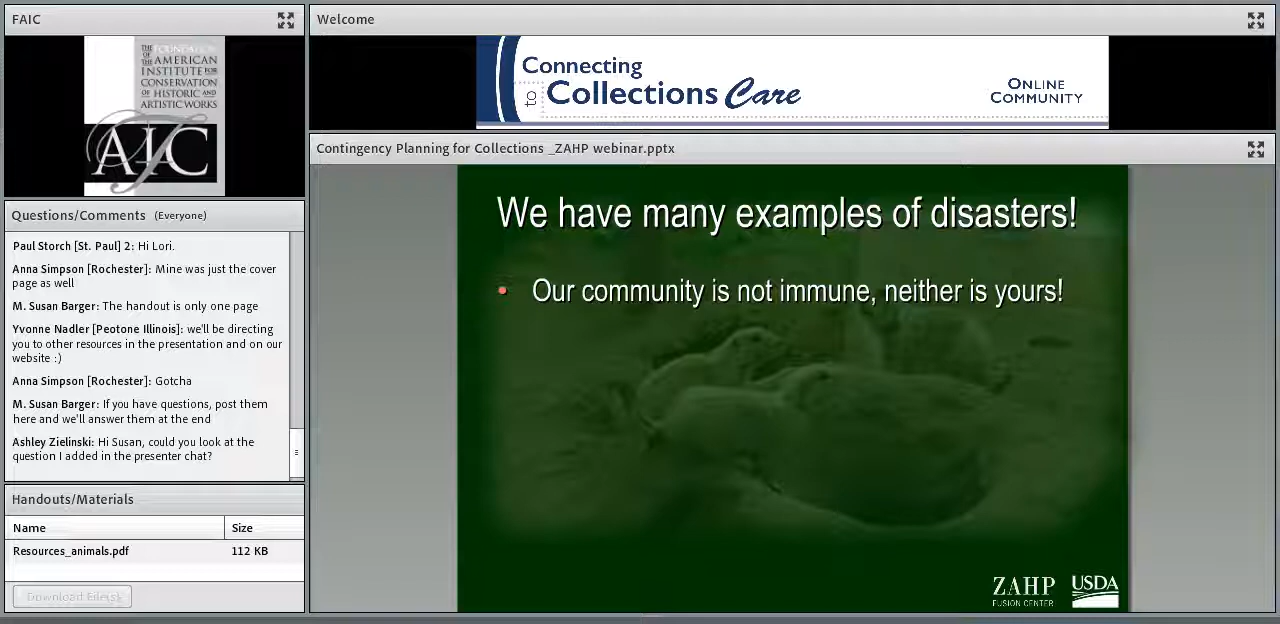 FAIC
THE FOUNDATION
OF THE AMERICAN
INSTITUTE FOR
CONSERVATION
OF HISTORIC AND
ARTISTIC WORKS
AIC
Questions/Comments (Everyone)
Paul Storch [St. Paul] 2: Hi Lori.
Anna Simpson [Rochester]: Mine was just the cover
page as well
M. Susan Barger: The handout is only one page
Yvonne Nadler [Peotone Illinois]: we'll be directing
you to other resources in the presentation and on our
website :)
Anna Simpson [Rochester]: Gotcha
M. Susan Barger: If you have questions, post them
here and we'll answer them at the end
Ashley Zielinski: Hi Susan, could you look at the
question I added in the presenter chat?
Handouts/Materials
Name Size
Resources_animals.pdf 112 KB
Download File(s)
Welcome
Connecting
to Collections Care
ONLINE
COMMUNITY
Contingency Planning for Collections _ZAHP webinar.pptx
We have many examples of disasters!
• Our community is not immune, neither is yours!
ZAHP
FUSION CENTER
USDA